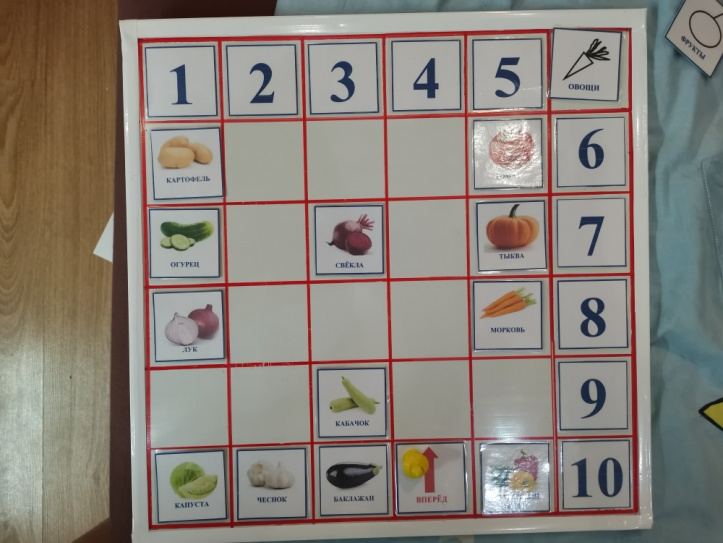 1
2
3
4
5
ОВОЩИ
ФРУКТЫ
КАРТОФЕЛЬ
6
ОГУРЕЦ
СВЁКЛА
ТЫКВА
7
ЛУК
МОРКОВЬ
8
КАБАЧОК
9
КАПУСТА
ЧЕСНОК
БАКЛАЖАН
ВПЕРЁД
10